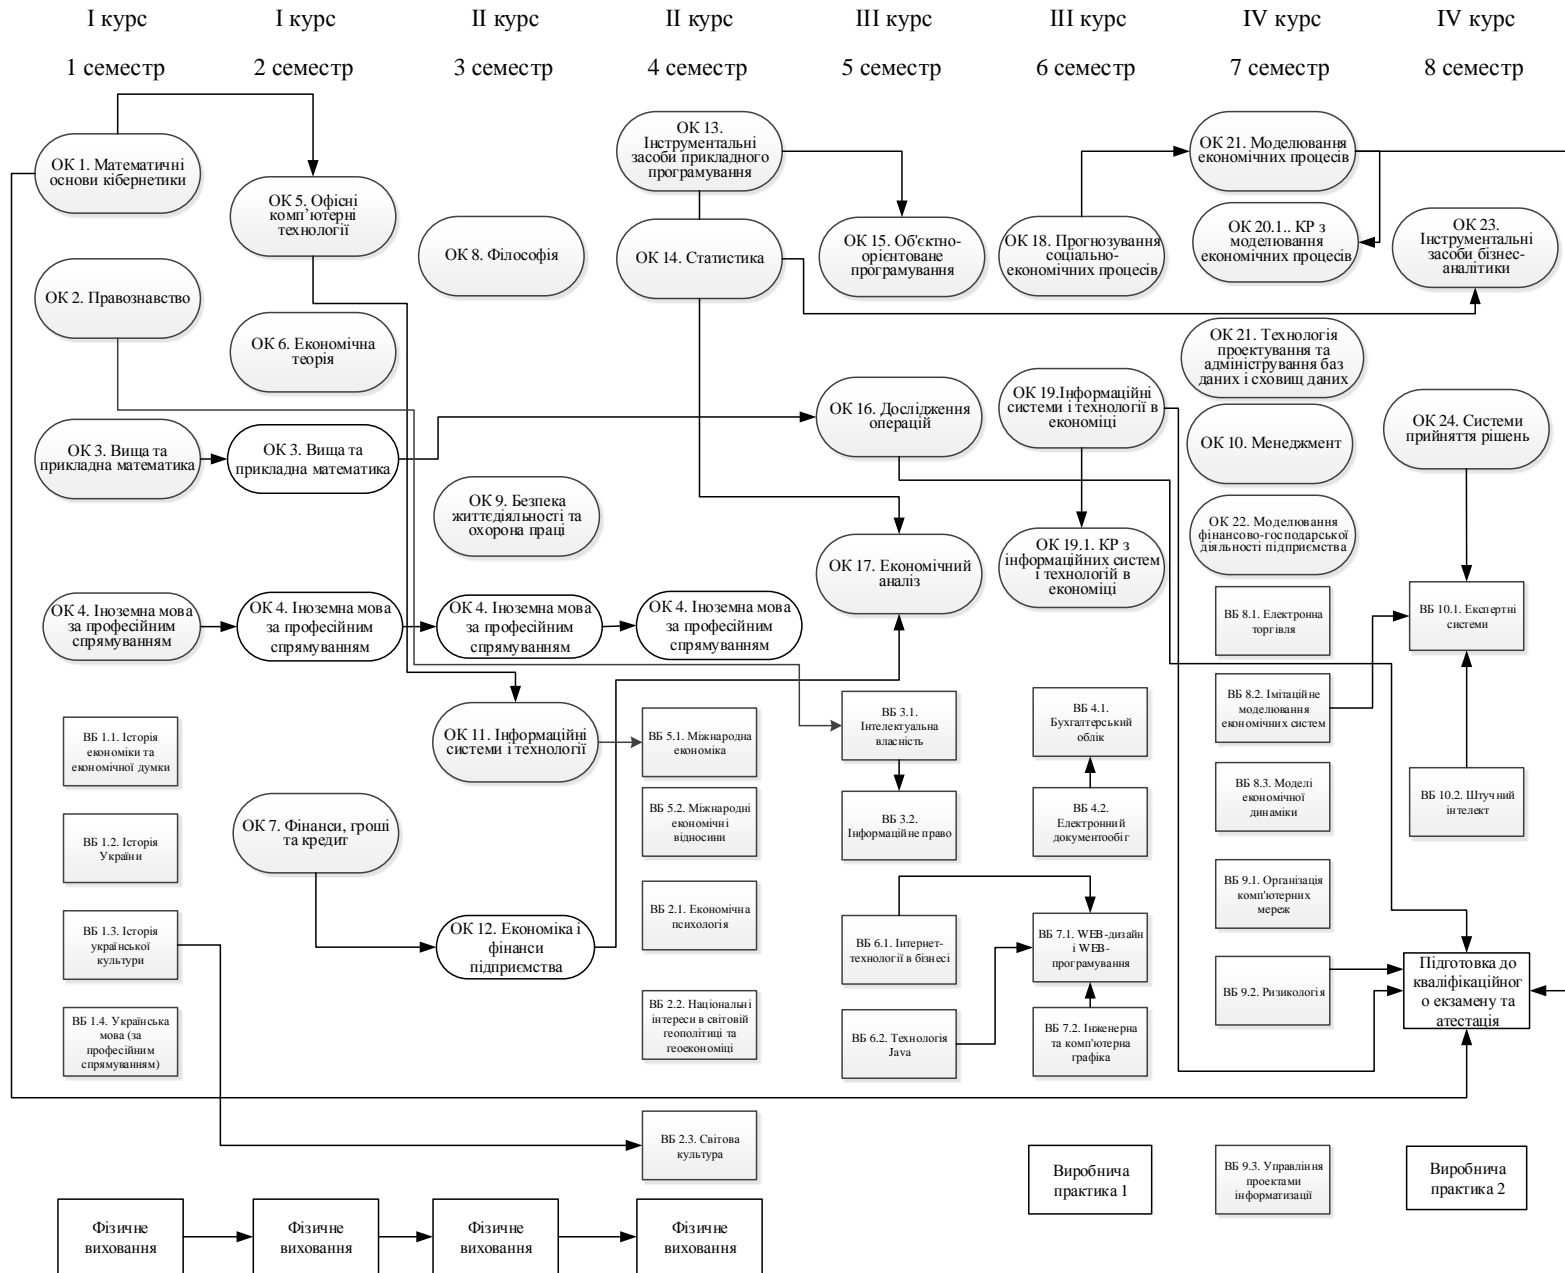 І курс
І курс
ІІ курс
ІІ курс
ІІІ курс
ІІІ курс
ІV курс
ІV курс
1 семестр
2 семестр
3 семестр
4 семестр
5 семестр
6 семестр
7 семестр
8 семестр
ОК 1. Математичні
основи кібернетики
ОК 2. Правознавство
ОК 3. Вища та
прикладна математика
ОК 4. Іноземна мова
за професійним
спрямуванням
ВБ 1.1. Історія
економіки та
економічної думки
ВБ 1.2. Історія
України
ВБ 1.3. Історія
української
культури
ВБ 1.4. Українська
мова (за
професійним
спрямуванням)
Фізичне
виховання
ОК 5. Офісні
комп’ютерні
технології
ОК 6. Економічна
теорія
ОК 3. Вища та
прикладна математика
ОК 4. Іноземна мова
за професійним
спрямуванням
ОК 7. Фінанси, гроші
та кредит
Фізичне
виховання
ОК 8. Філософія
ОК 9. Безпека
життєдіяльності та
охорона праці
ОК 4. Іноземна мова
за професійним
спрямуванням
ОК 11. Інформаційні
системи і технології
ОК 12. Економіка і
фінанси
підприємства
Фізичне
виховання
ОК 13.
Інструментальні
засоби прикладного
програмування
ОК 14. Статистика
ОК 4. Іноземна мова
за професійним
спрямуванням
ВБ 5.1. Міжнародна
економіка
ВБ 5.2. Міжнародні
економічні
відносини
ВБ 2.1. Економічна
психологія
ВБ 2.2. Національні
інтереси в світовій
геополітиці та
геоекономіці
ВБ 2.3. Світова
культура
Фізичне
виховання
ОК 15. Об'єктно-
орієнтоване
програмування
ОК 16. Дослідження
операцій
ОК 17. Економічний
аналіз
ВБ 3.1.
Інтелектуальна
власність
ВБ 3.2.
Інформаційне право
ВБ 6.1. Інтернет-
технології в бізнесі
ВБ 6.2. Технологія
Java
ОК 18. Прогнозування
соціально-
економічних процесів
ОК 19.Інформаційні
системи і технології в
економіці
ОК 19.1. КР з
інформаційних систем
і технологій в
економіці
ВБ 4.1.
Бухгалтерський
облік
ВБ 4.2.
Електронний
документообіг
ВБ 7.1. WEB-дизайн
і WEB-
програмування
ВБ 7.2. Інженерна
та комп'ютерна
графіка
Виробнича
практика 1
ОК 21. Моделювання
економічних процесів
ОК 20.1.. КР з
моделювання
економічних процесів
ОК 21. Технологія
проектування та
адміністрування баз
даних і сховищ даних
ОК 10. Менеджмент
ОК 22. Моделювання
фінансово-господарської
діяльності підприємства
ВБ 8.1. Електронна
торгівля
ВБ 8.2. Імітаційне
моделювання
економічних систем
ВБ 8.3. Моделі
економічної
динаміки
ВБ 9.1. Організація
комп'ютерних
мереж
ВБ 9.2. Ризикологія
ВБ 9.3. Управління
проектами
інформатизації
ОК 23.
Інструментальні
засоби бізнес-
аналітики
ОК 24. Системи
прийняття рішень
ВБ 10.1. Експертні
системи
ВБ 10.2. Штучний
інтелект
Підготовка до
кваліфікаційног
о екзамену та
атестація
Виробнича
практика 2